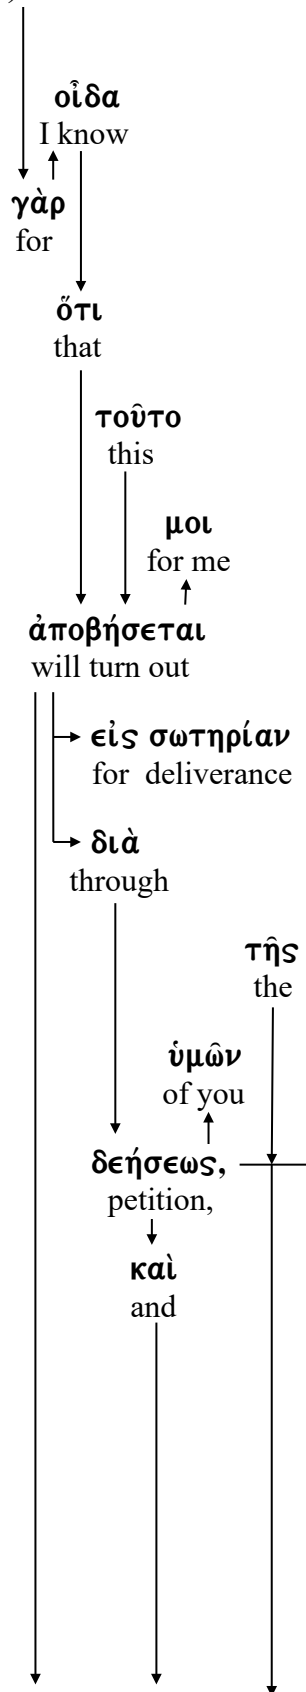 οἶδα
I know
γὰρ
for
ὅτι
that
τοῦτο
this
μοι
for me
ἀποβήσεται
will turn out
εἰς σωτηρίαν
for deliverance
διὰ
through
τῆς
the
ὑμῶν
of you
δεήσεως,
petition,
καὶ
and